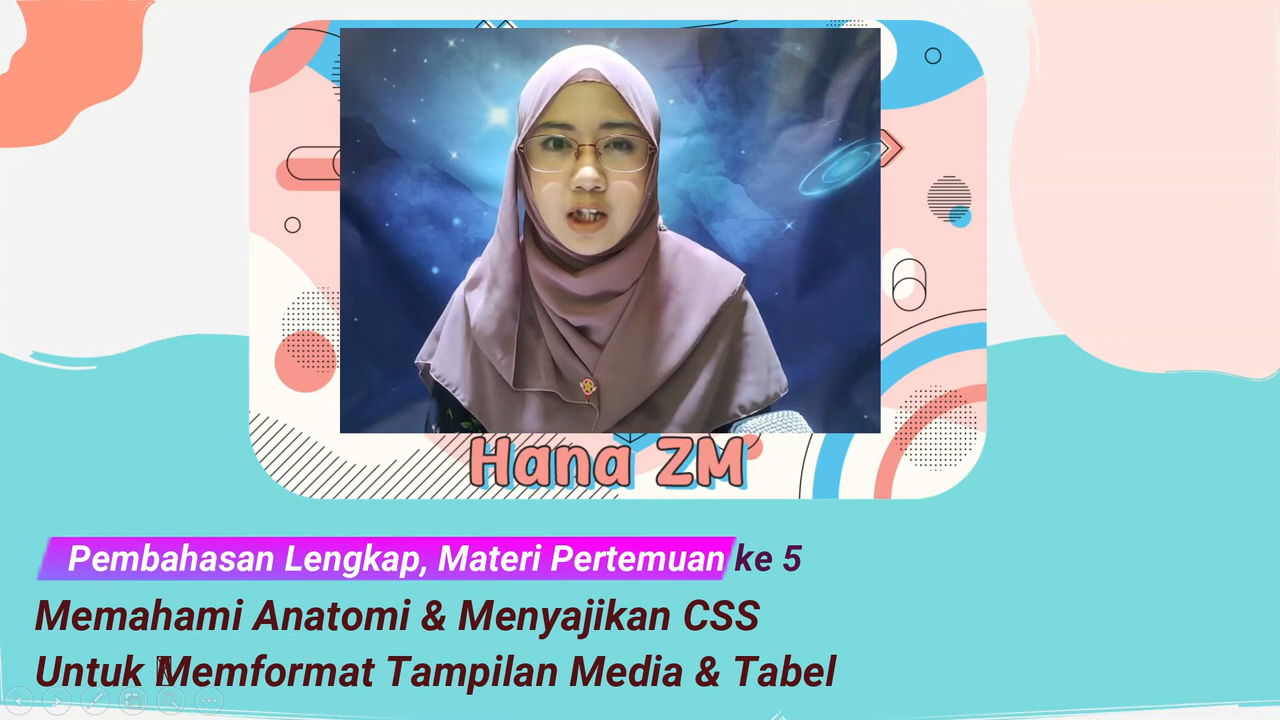 Hana ZM
Pembahasan Lengkap, Materi Pertemuan ke 5
Memahami Anatomi & Menyajikan CSS
Untuk Memformat Tampilan Media & Tabel